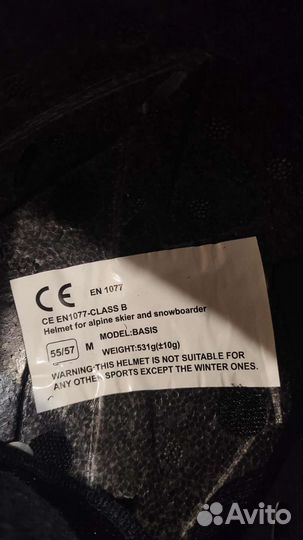 CE EN 1077
CE EN1077-CLASS B
Helmet for alpine skier and snowboarder
55/57 M MODEL:BASIS
WEIGHT:531g(±10g)
WARNING:THIS HELMET IS NOT SUITABLE FOR
ANY OTHER SPORTS EXCEPT THE WINTER ONES.
Avito